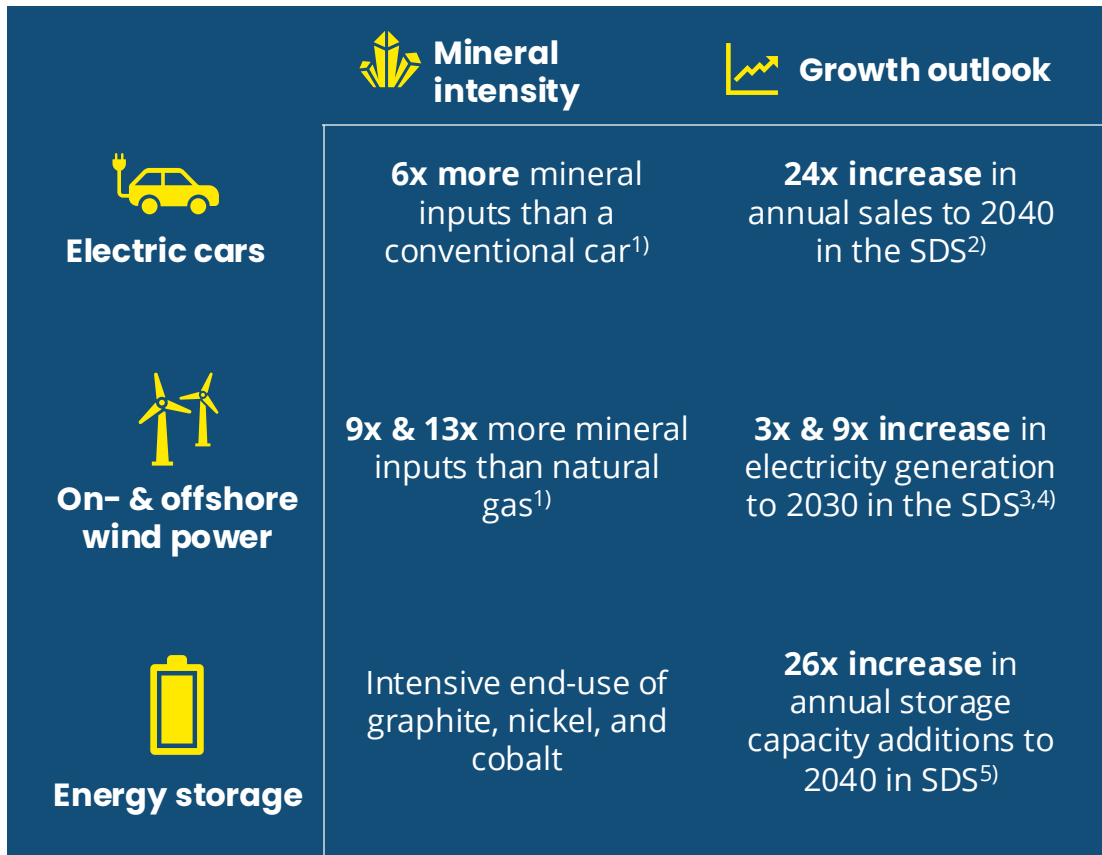 Mineral
intensity
Growth outlook
Electric cars
6x more mineral
inputs than a
conventional car1)
24x increase in
annual sales to 2040
in the SDS2)
On- & offshore
wind power
9x & 13x more mineral
inputs than natural
gas1)
3x & 9x increase in
electricity generation
to 2030 in the SDS3,4)
Energy storage
Intensive end-use of
graphite, nickel, and
cobalt
26x increase in
annual storage
capacity additions to
2040 in SDS5)